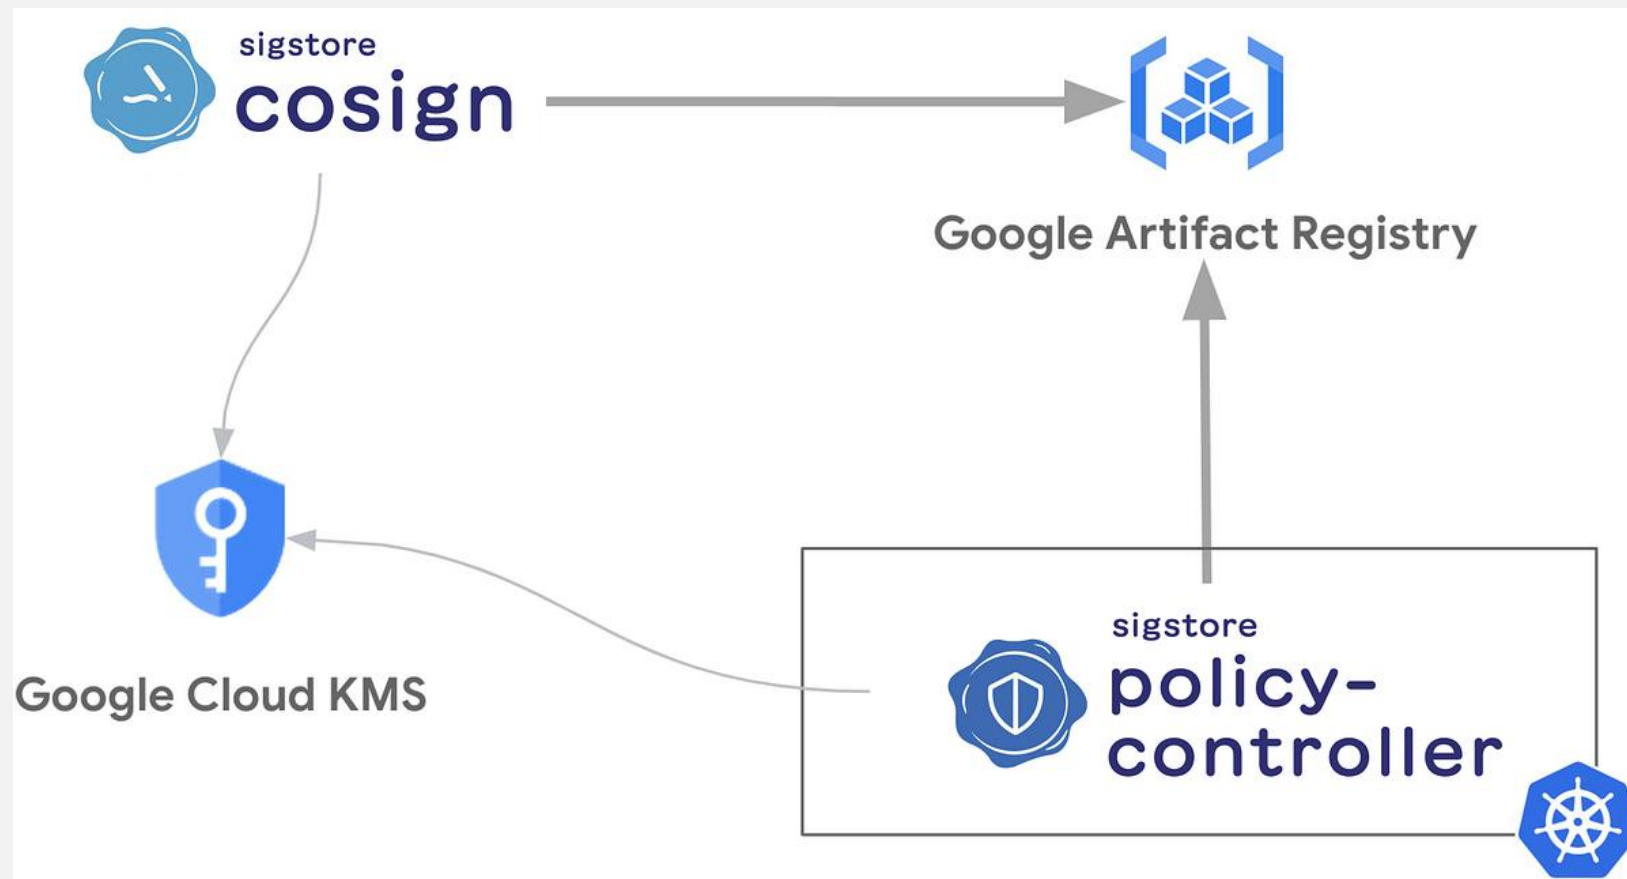 sigstore
cosign
Google Artifact Registry
Google Cloud KMS
sigstore
policy-
controller